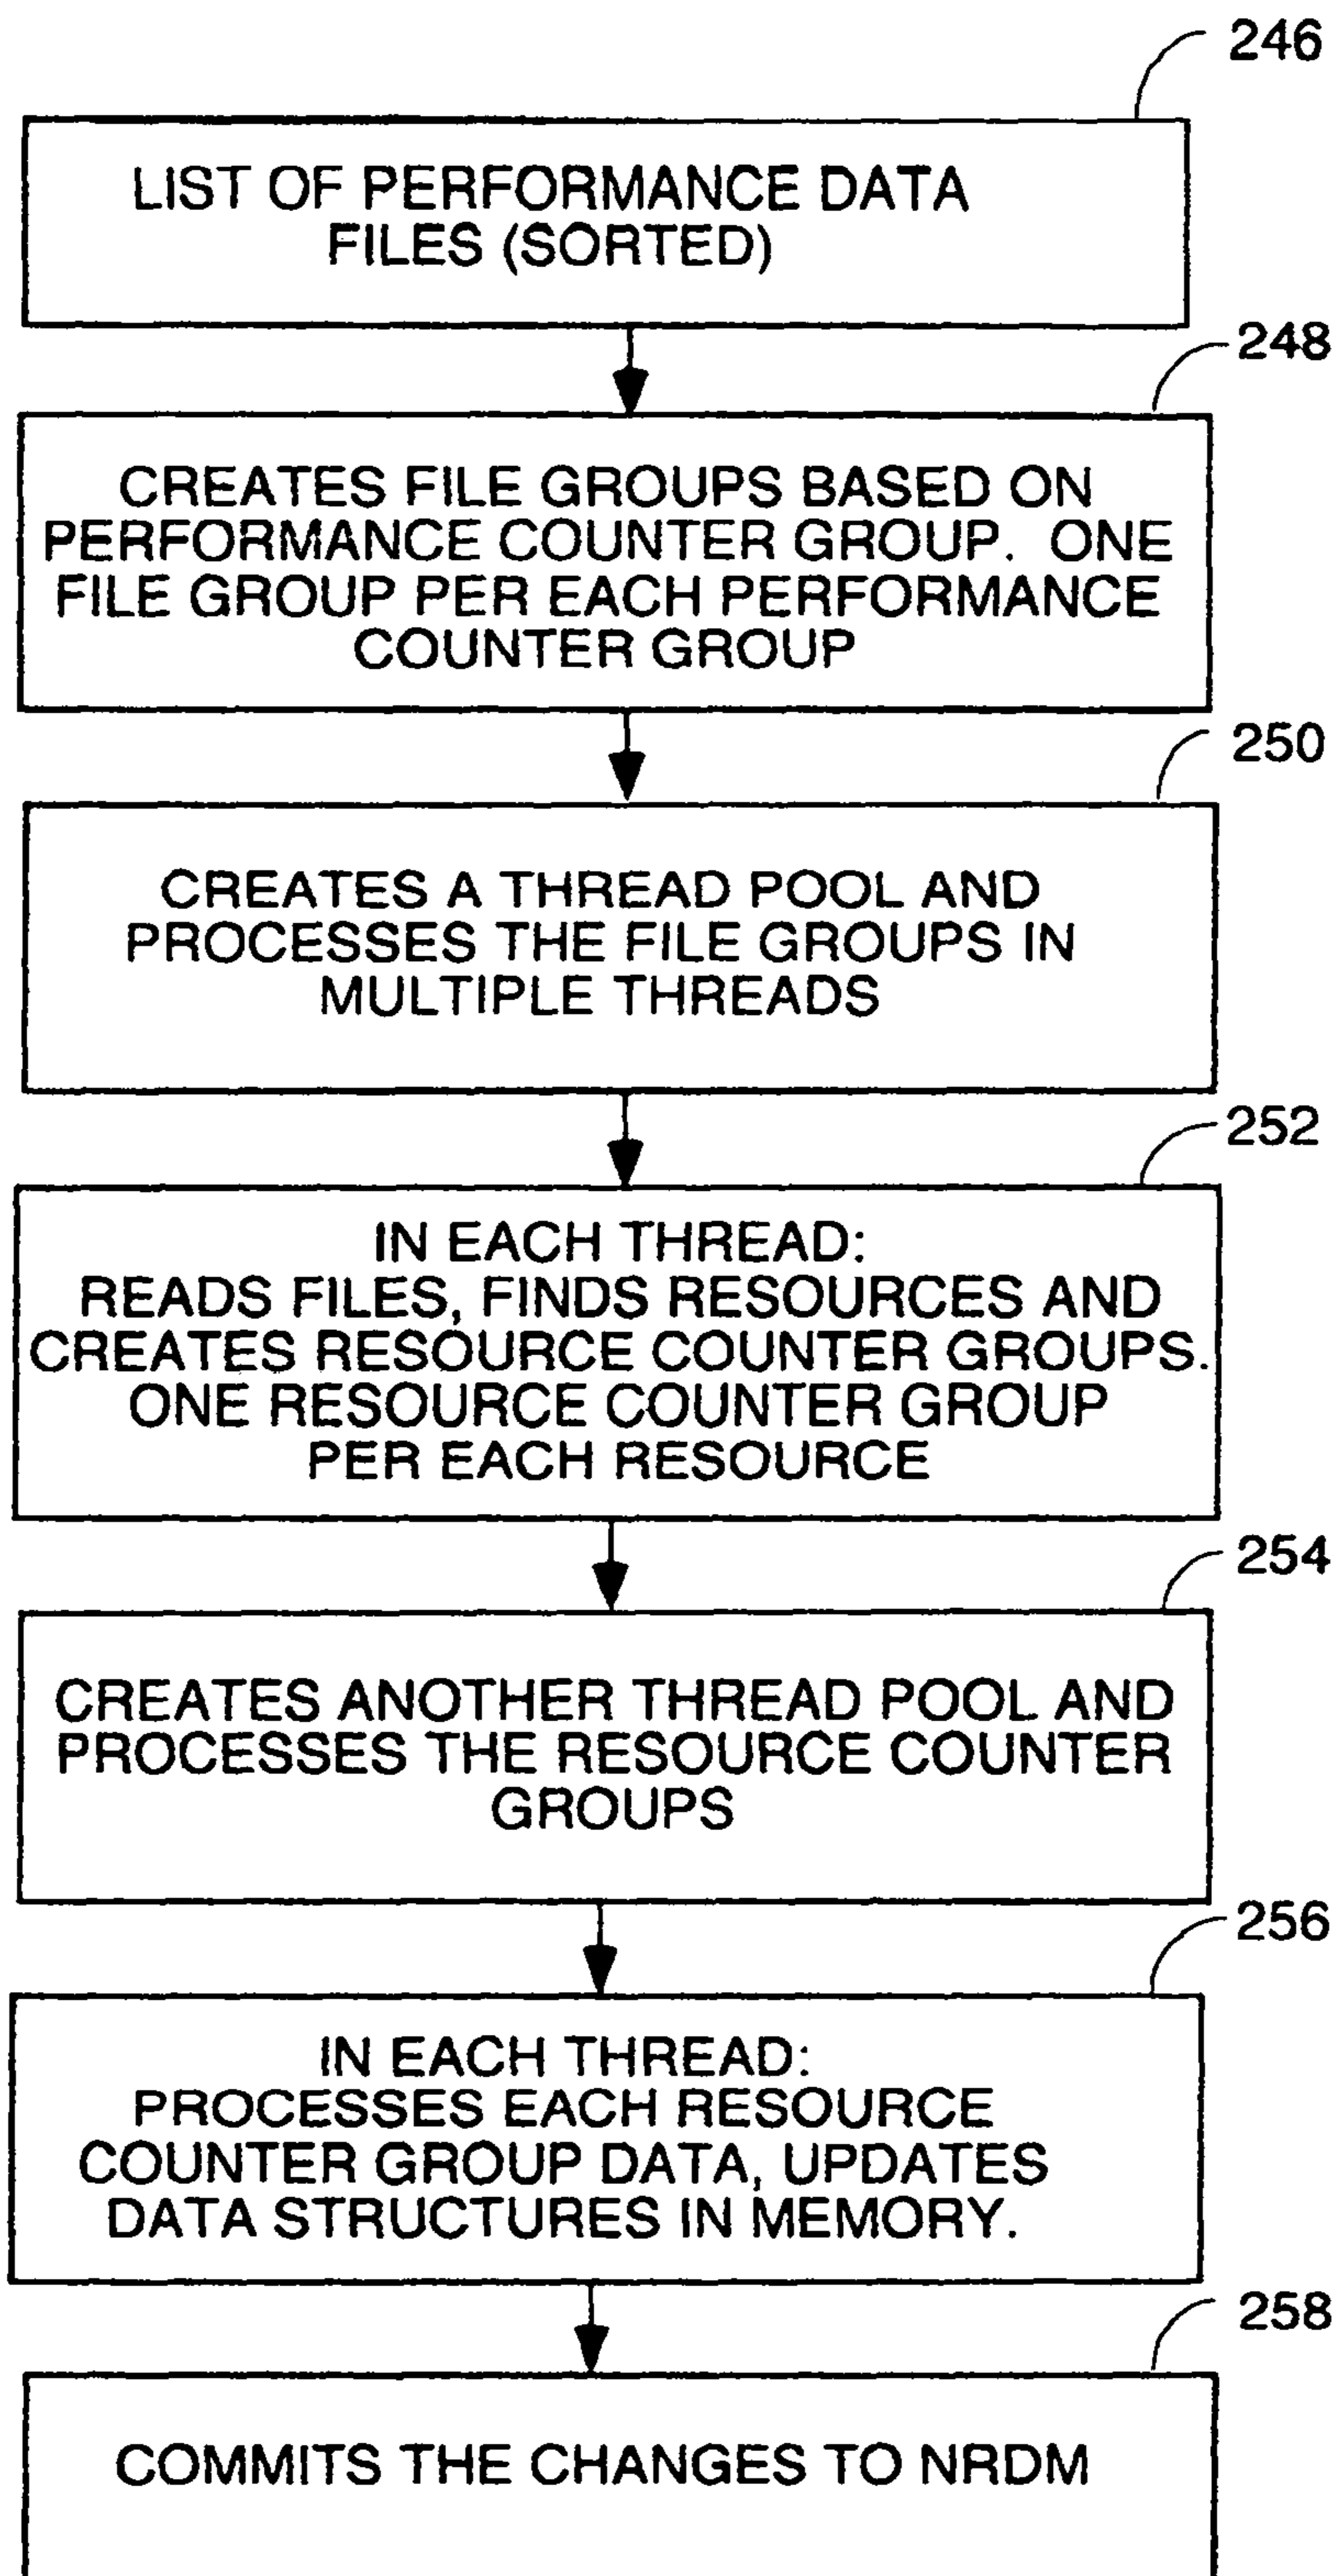 246
LIST OF PERFORMANCE DATA
FILES (SORTED)
248
CREATES FILE GROUPS BASED ON
PERFORMANCE COUNTER GROUP. ONE
FILE GROUP PER EACH PERFORMANCE
COUNTER GROUP
250
CREATES A THREAD POOL AND
PROCESSES THE FILE GROUPS IN
MULTIPLE THREADS
252
IN EACH THREAD:
READS FILES, FINDS RESOURCES AND
CREATES RESOURCE COUNTER GROUPS.
ONE RESOURCE COUNTER GROUP
PER EACH RESOURCE
254
CREATES ANOTHER THREAD POOL AND
PROCESSES THE RESOURCE COUNTER
GROUPS
256
IN EACH THREAD:
PROCESSES EACH RESOURCE
COUNTER GROUP DATA, UPDATES
DATA STRUCTURES IN MEMORY.
258
COMMITS THE CHANGES TO NRDM